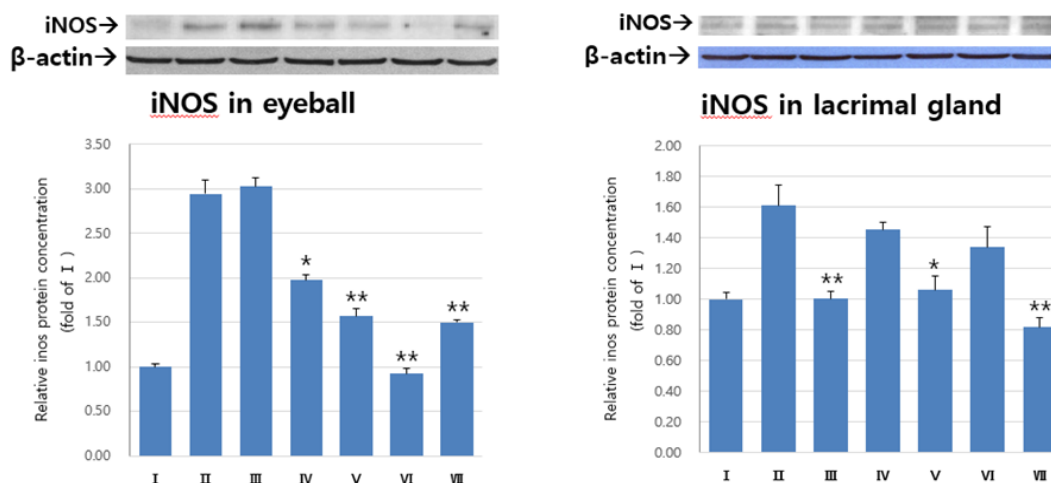 iNOS→
β-actin→
iNOS in eyeball
Relative inos protein concentration
(fold of Ⅰ)
3.50
3.00
2.50
2.00
1.50
1.00
0.50
0.00
*
**
**
**
Ⅰ Ⅱ Ⅲ Ⅳ Ⅴ Ⅵ Ⅶ
iNOS→
β-actin→
iNOS in lacrimal gland
Relative inos protein concentration
(fold of Ⅰ)
2.00
1.80
1.60
1.40
1.20
1.00
0.80
0.60
0.40
0.20
0.00
**
*
**
Ⅰ Ⅱ Ⅲ Ⅳ Ⅴ Ⅵ Ⅶ